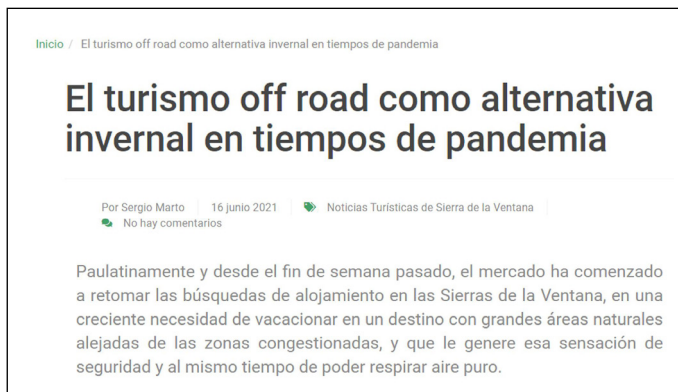 Inicio / El turismo off road como alternativa invernal en tiempos de pandemia
El turismo off road como alternativa
invernal en tiempos de pandemia
Por Sergio Marto 16 junio 2021 Noticias Turísticas de Sierra de la Ventana
No hay comentarios
Paulatinamente y desde el fin de semana pasado, el mercado ha comenzado
a retomar las búsquedas de alojamiento en las Sierras de la Ventana, en una
creciente necesidad de vacacionar en un destino con grandes áreas naturales
alejadas de las zonas congestionadas, y que le genere esa sensación de
seguridad y al mismo tiempo de poder respirar aire puro.